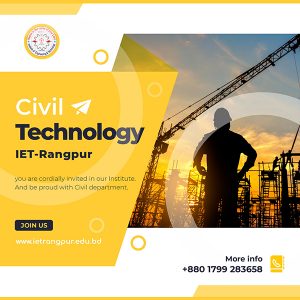 Civil
Technology
IET-Rangpur
you are cordially invited in our Institute.
And be proud with Civil department.
JOIN US
www.ietrangpur.edu.bd
More info
+880 1799 283658